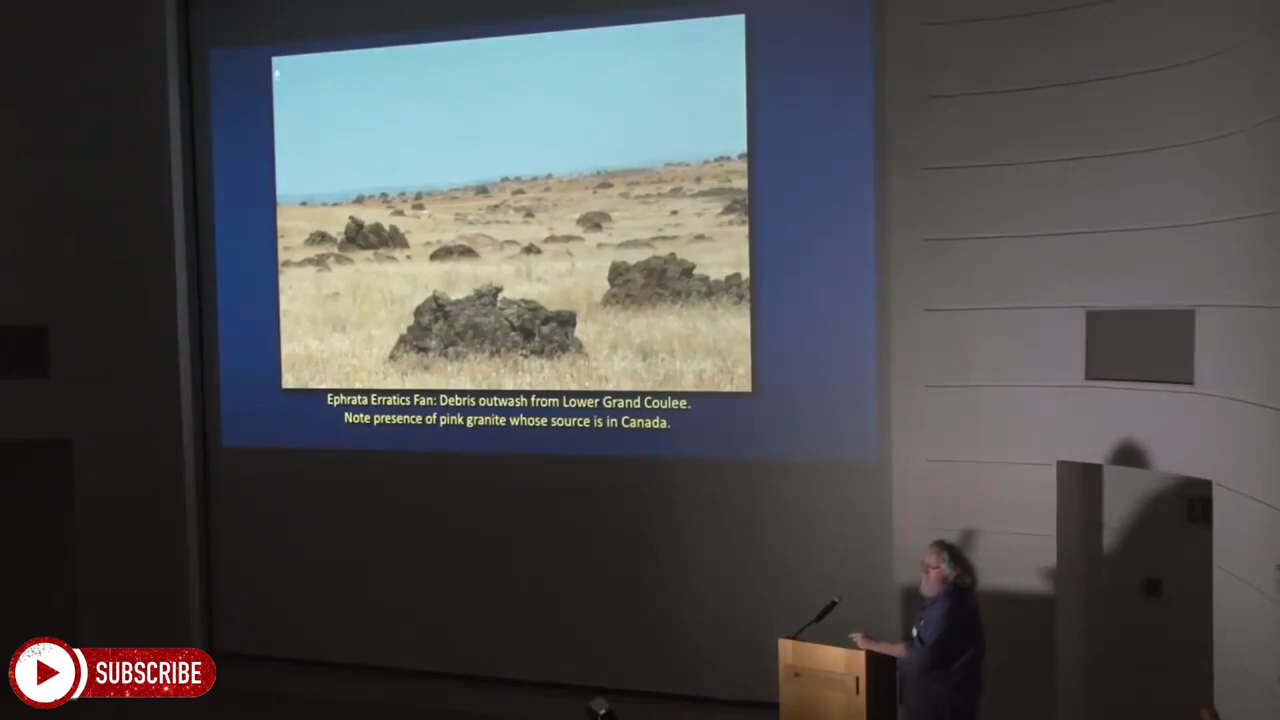 Ephrata Erratics Fan: Debris outwash from Lower Grand Coulee.
Note presence of pink granite whose source is in Canada.
SUBSCRIBE